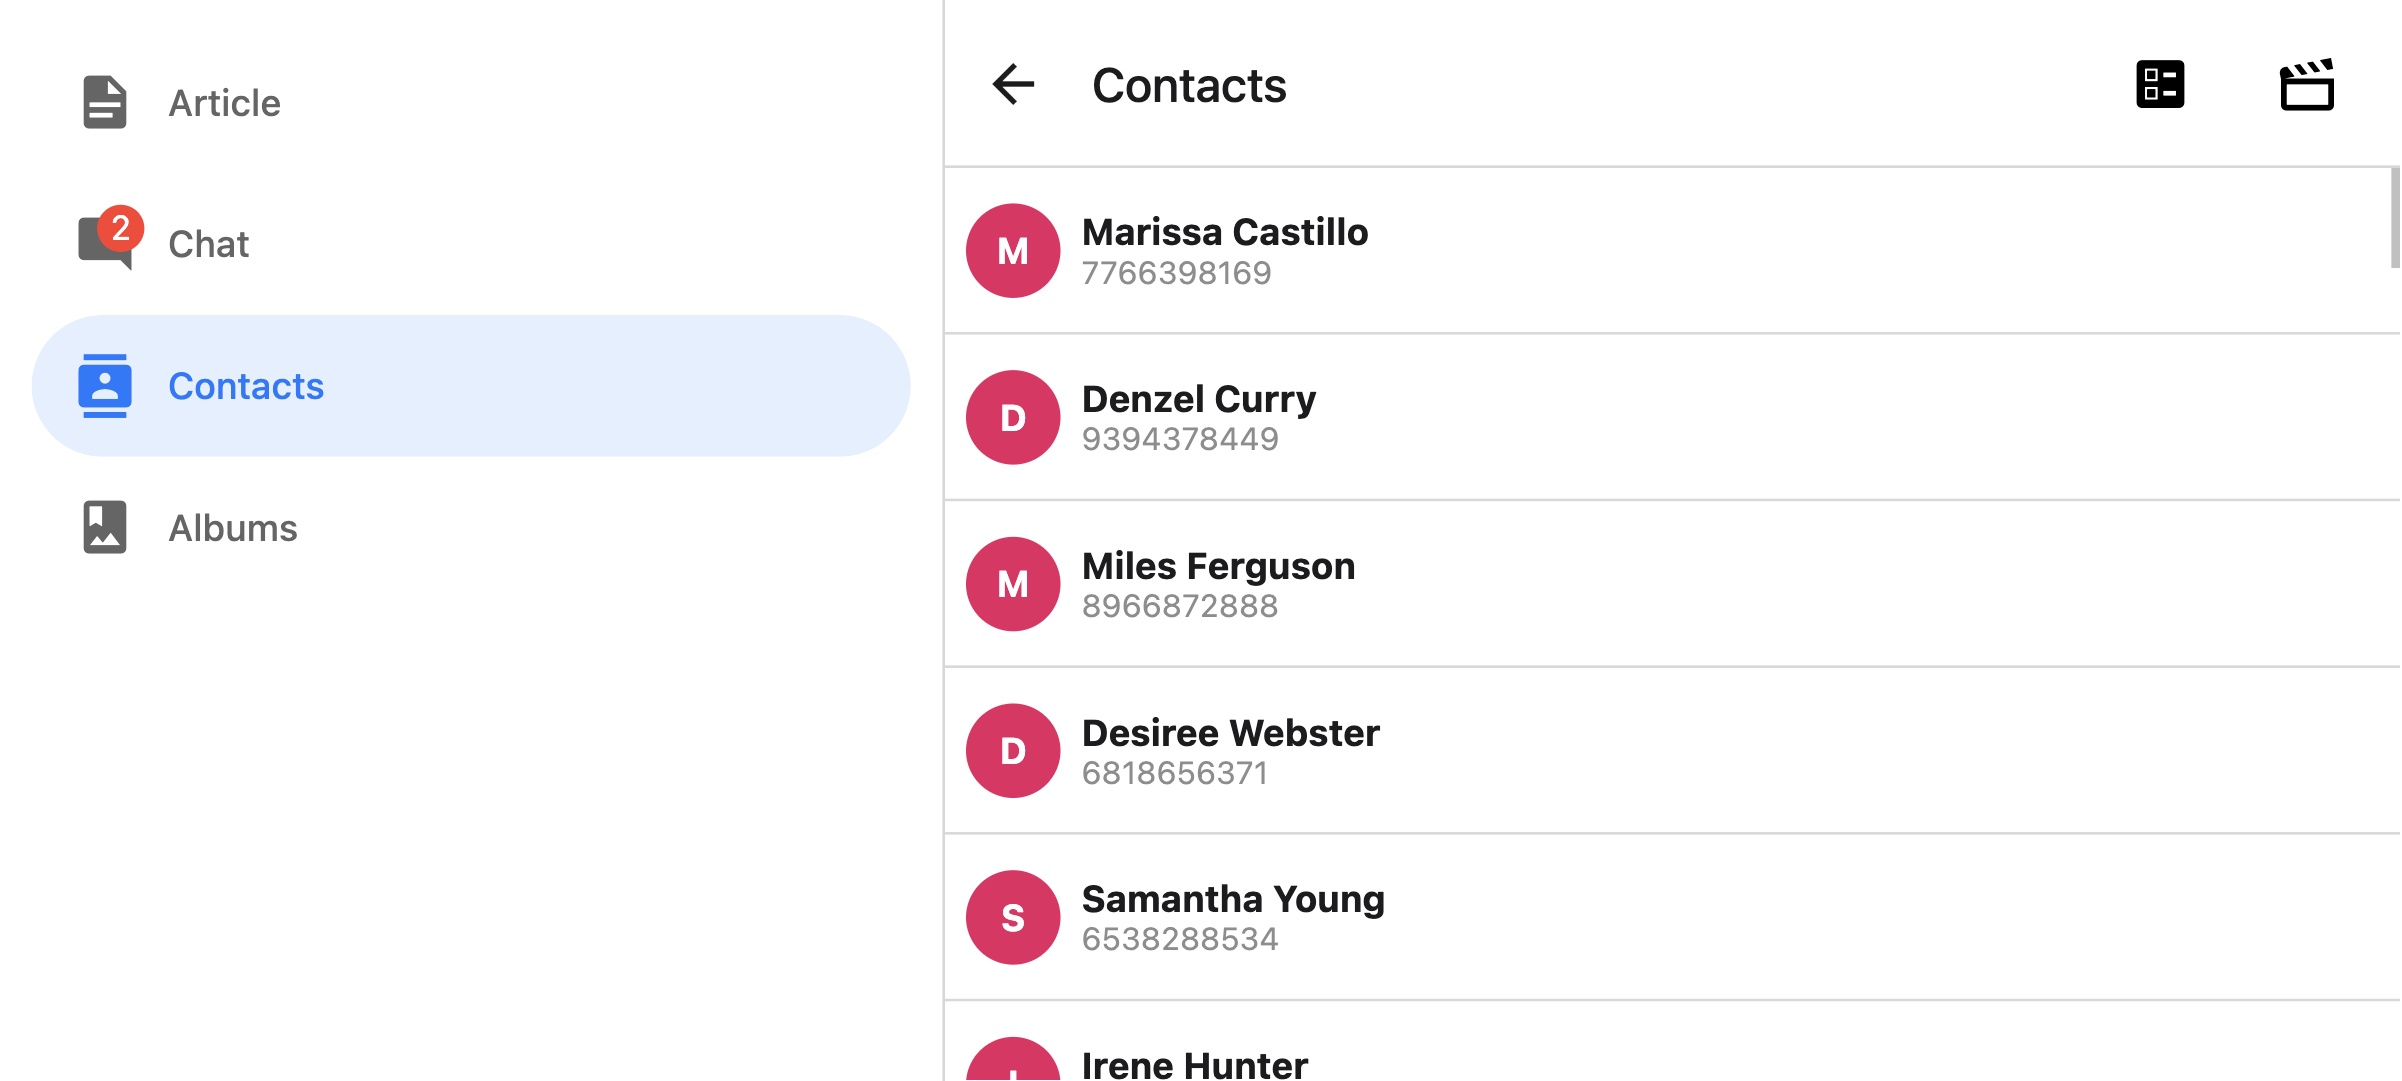 Article
2
Chat
Contacts
Albums
Contacts
M
Marissa Castillo
7766398169
D
Denzel Curry
9394378449
M
Miles Ferguson
8966872888
D
Desiree Webster
6818656371
S
Samantha Young
6538288534
I
Irene Hunter